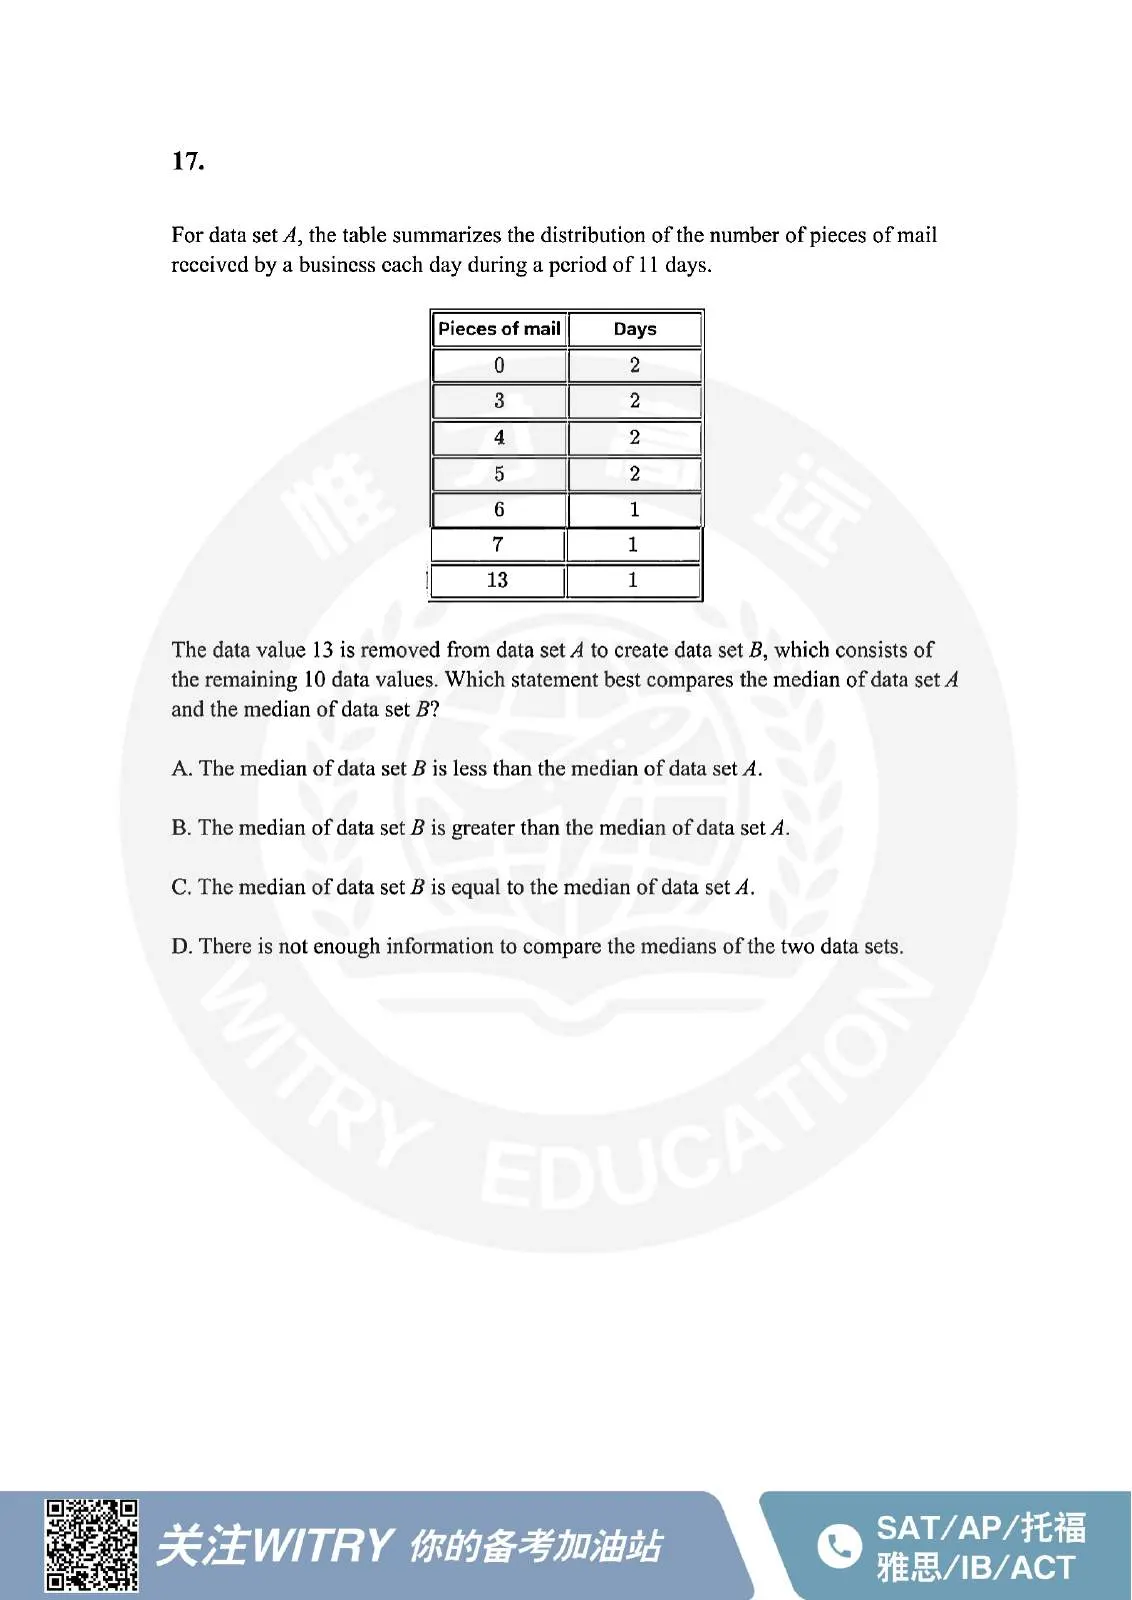 17.
For data set A, the table summarizes the distribution of the number of pieces of mail
received by a business each day during a period of 11 days.
Pieces of mail Days
0 2
3 2
4 2
5 2
6 1
7 1
13 1
The data value 13 is removed from data set A to create data set B, which consists of
the remaining 10 data values. Which statement best compares the median of data set A
and the median of data set B?
A. The median of data set B is less than the median of data set A.
B. The median of data set B is greater than the median of data set A.
C. The median of data set B is equal to the median of data set A.
D. There is not enough information to compare the medians of the two data sets.
惟力高远
WITRY EDUCATION
关注WITRY 你的备考加油站
SAT/AP/托福
雅思/IB/ACT